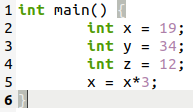 1 int main() {
2         int x = 19;
3         int y = 34;
4         int z = 12;
5         x = x*3;
6 }